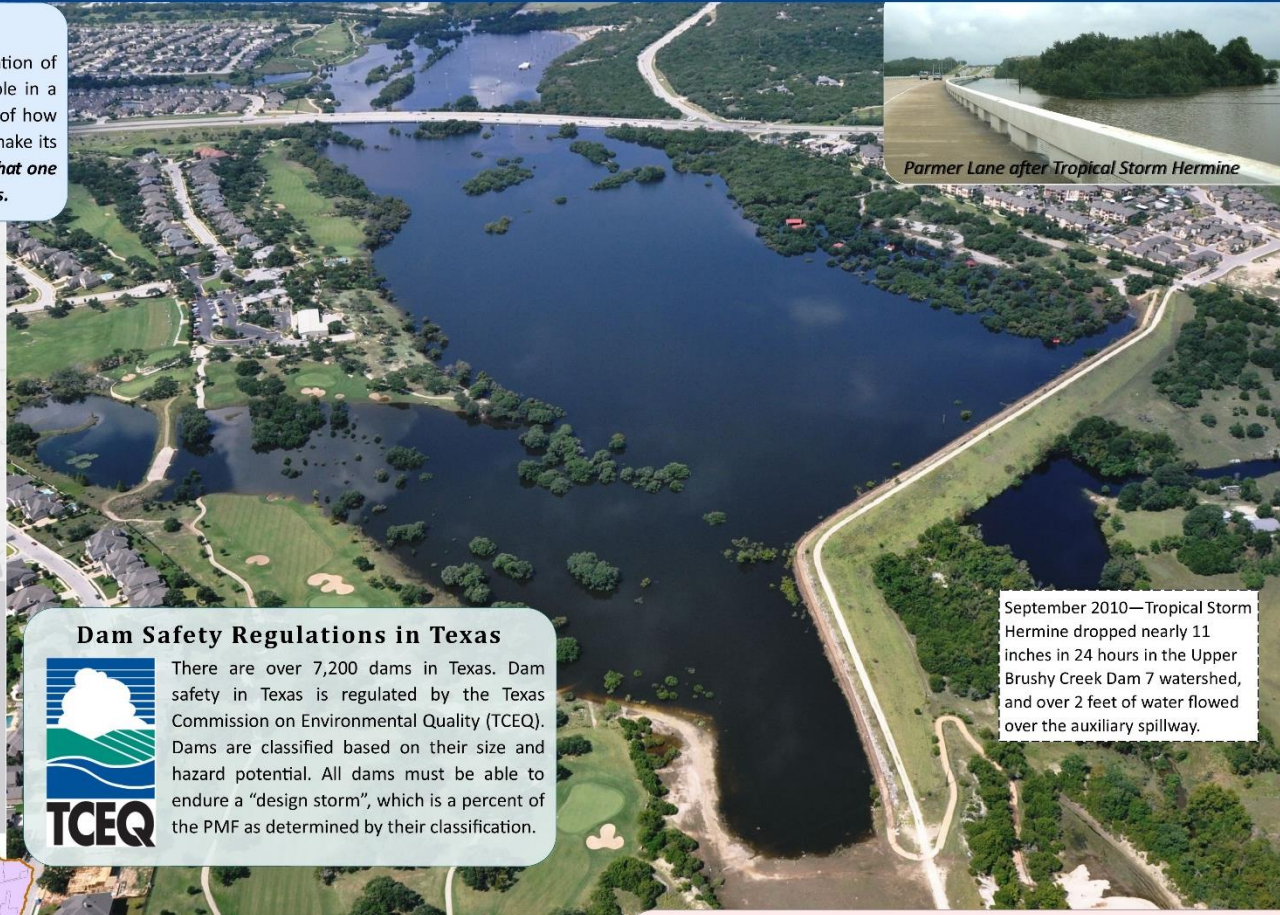 tion of
ble in a
of how
make its
hat one
s.
Parmer Lane after Tropical Storm Hermine
September 2010—Tropical Storm
Hermine dropped nearly 11
inches in 24 hours in the Upper
Brushy Creek Dam 7 watershed,
and over 2 feet of water flowed
over the auxiliary spillway.
Dam Safety Regulations in Texas
There are over 7,200 dams in Texas. Dam
safety in Texas is regulated by the Texas
Commission on Environmental Quality (TCEQ).
Dams are classified based on their size and
hazard potential. All dams must be able to
endure a “design storm”, which is a percent of
the PMF as determined by their classification.
TCEQ